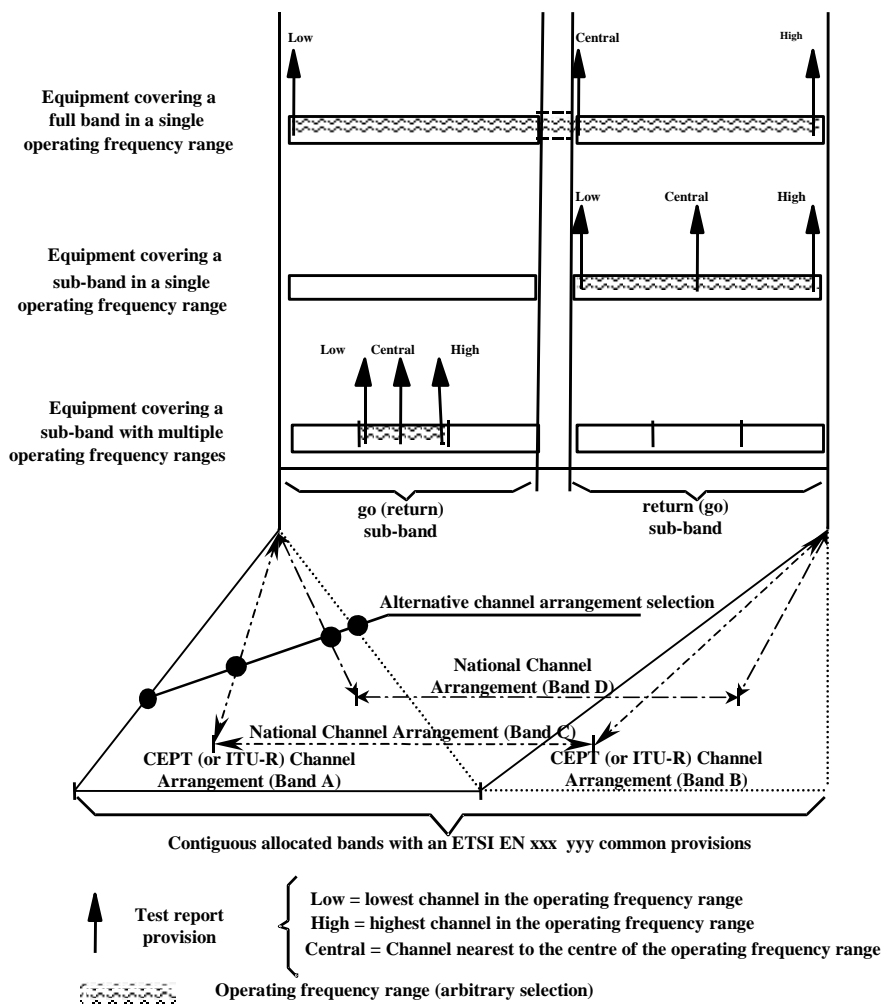 Low
Central
High
Equipment covering a
full band in a single
operating frequency range
Low
Central
High
Equipment covering a
sub-band in a single
operating frequency range
Low
Central
High
Equipment covering a
sub-band with multiple
operating frequency ranges
go (return)
sub-band
return (go)
sub-band
Alternative channel arrangement selection
National Channel
Arrangement (Band D)
National Channel Arrangement (Band C)
CEPT (or ITU-R) Channel
Arrangement (Band A)
CEPT (or ITU-R) Channel
Arrangement (Band B)
Contiguous allocated bands with an ETSI EN xxx yyy common provisions
Test report
provision
Low = lowest channel in the operating frequency range
High = highest channel in the operating frequency range
Central = Channel nearest to the centre of the operating frequency range
Operating frequency range (arbitrary selection)